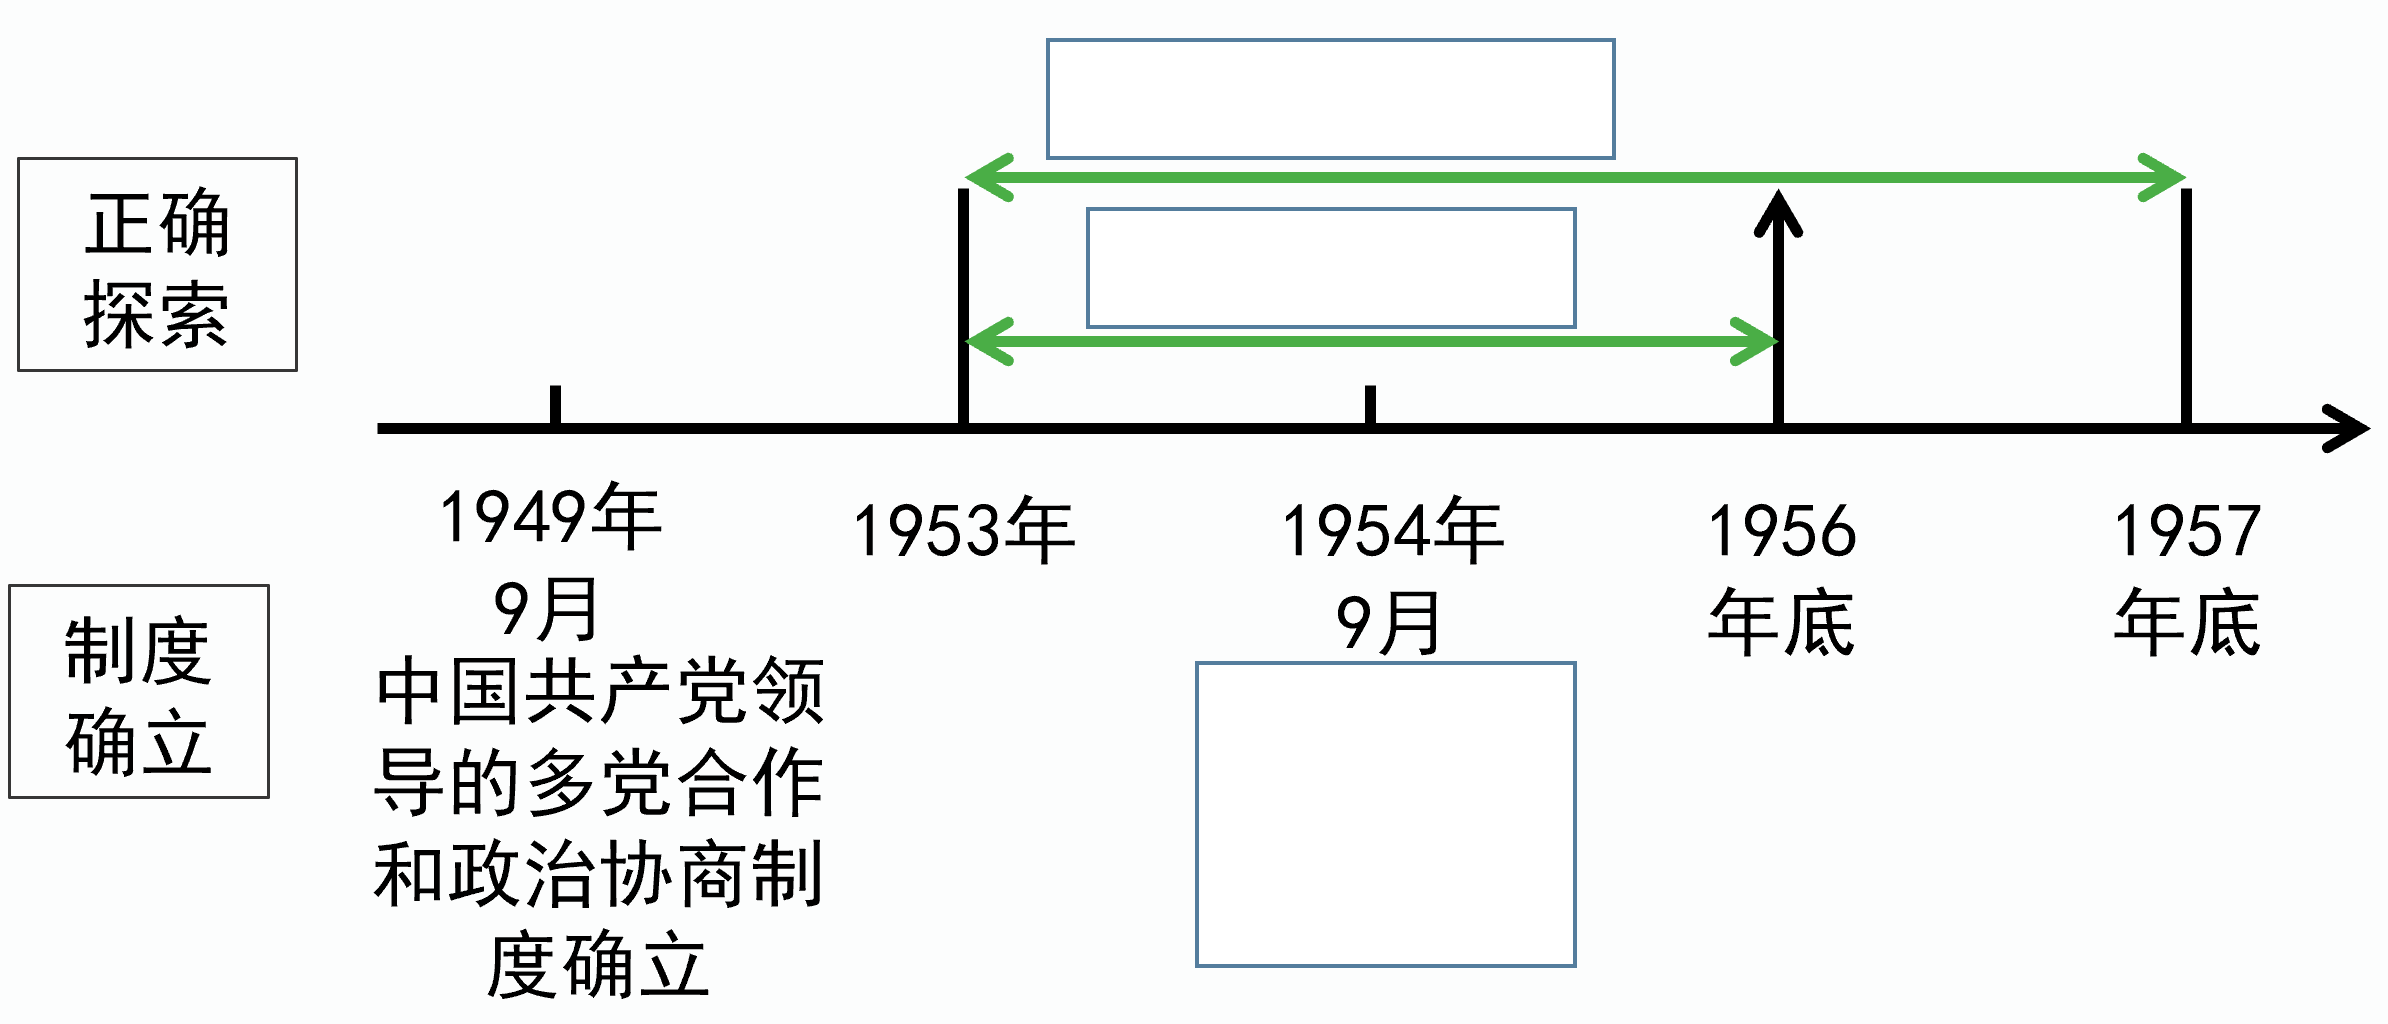 正确
探索
1949年
9月
1953年
1954年
9月
1956
年底
1957
年底
制度
确立
中国共产党领
导的多党合作
和政治协商制
度确立